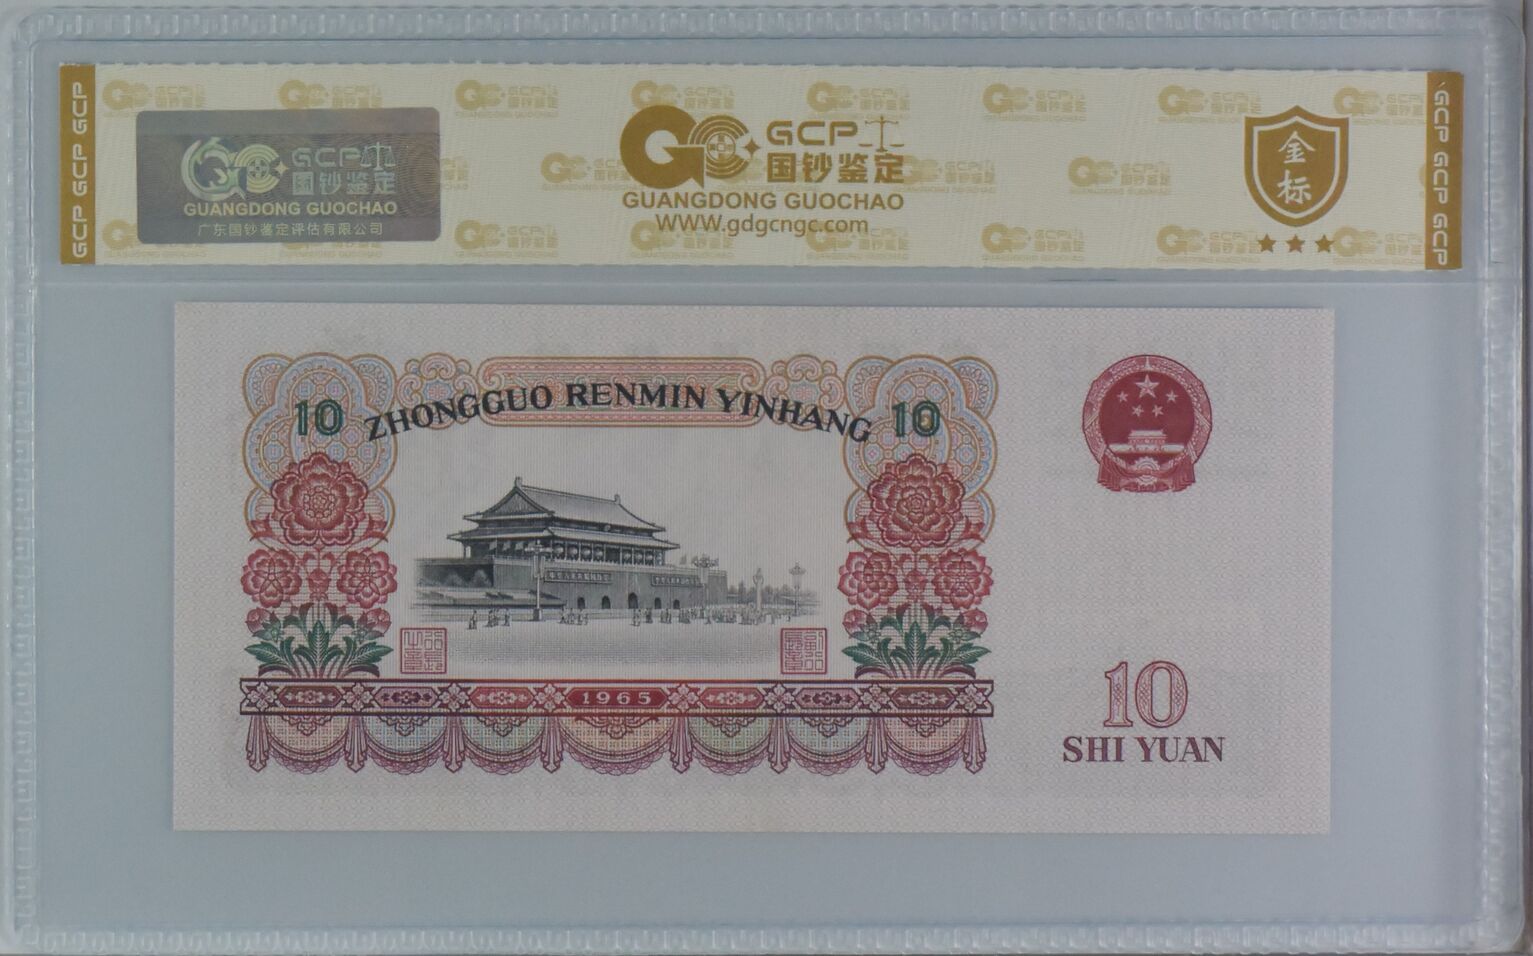 GCP GCP GCP
GCP
国钞鉴定
GUANGDONG GUOCHAO
广东国钞鉴定评估有限公司
GCP
国钞鉴定
GUANGDONG GUOCHAO
WWW.gdgcngc.com
金
标
GCP GCP GCP
ZHONGGUO RENMIN YINHANG
10
10
1965
10
SHI YUAN